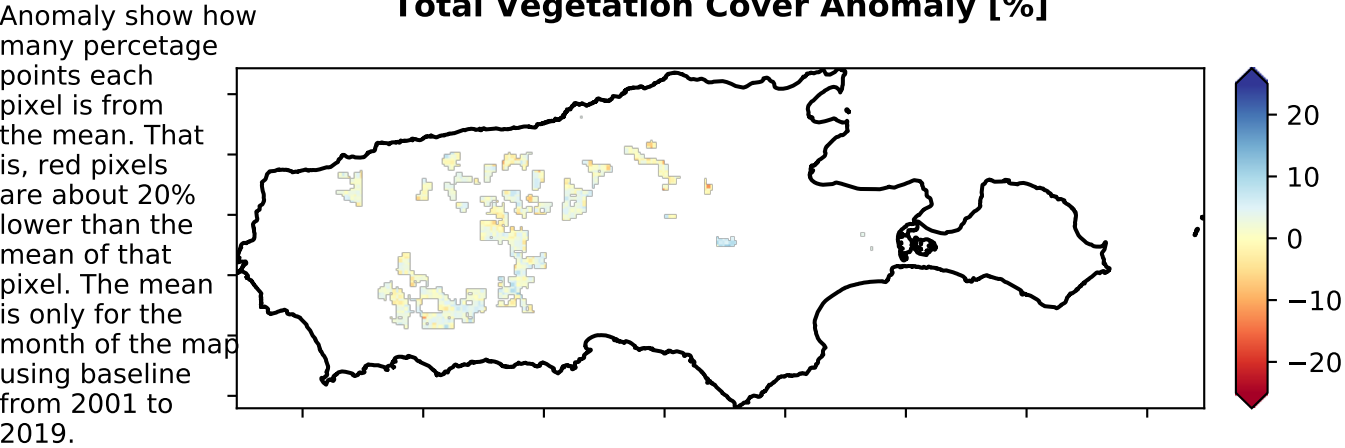 Total Vegetation Cover Anomaly [%]
Anomaly show how
many percetage
points each
pixel is from
the mean. That
is, red pixels
are about 20%
lower than the
mean of that
pixel. The mean
is only for the
month of the map
using baseline
from 2001 to
2019.
20
10
0
−10
−20